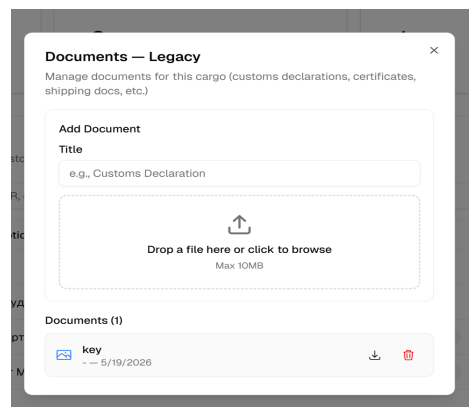 Documents — Legacy
Manage documents for this cargo (customs declarations, certificates,
shipping docs, etc.)
Add Document
Title
e.g., Customs Declaration
Drop a file here or click to browse
Max 10MB
Documents (1)
key
- — 5/19/2026